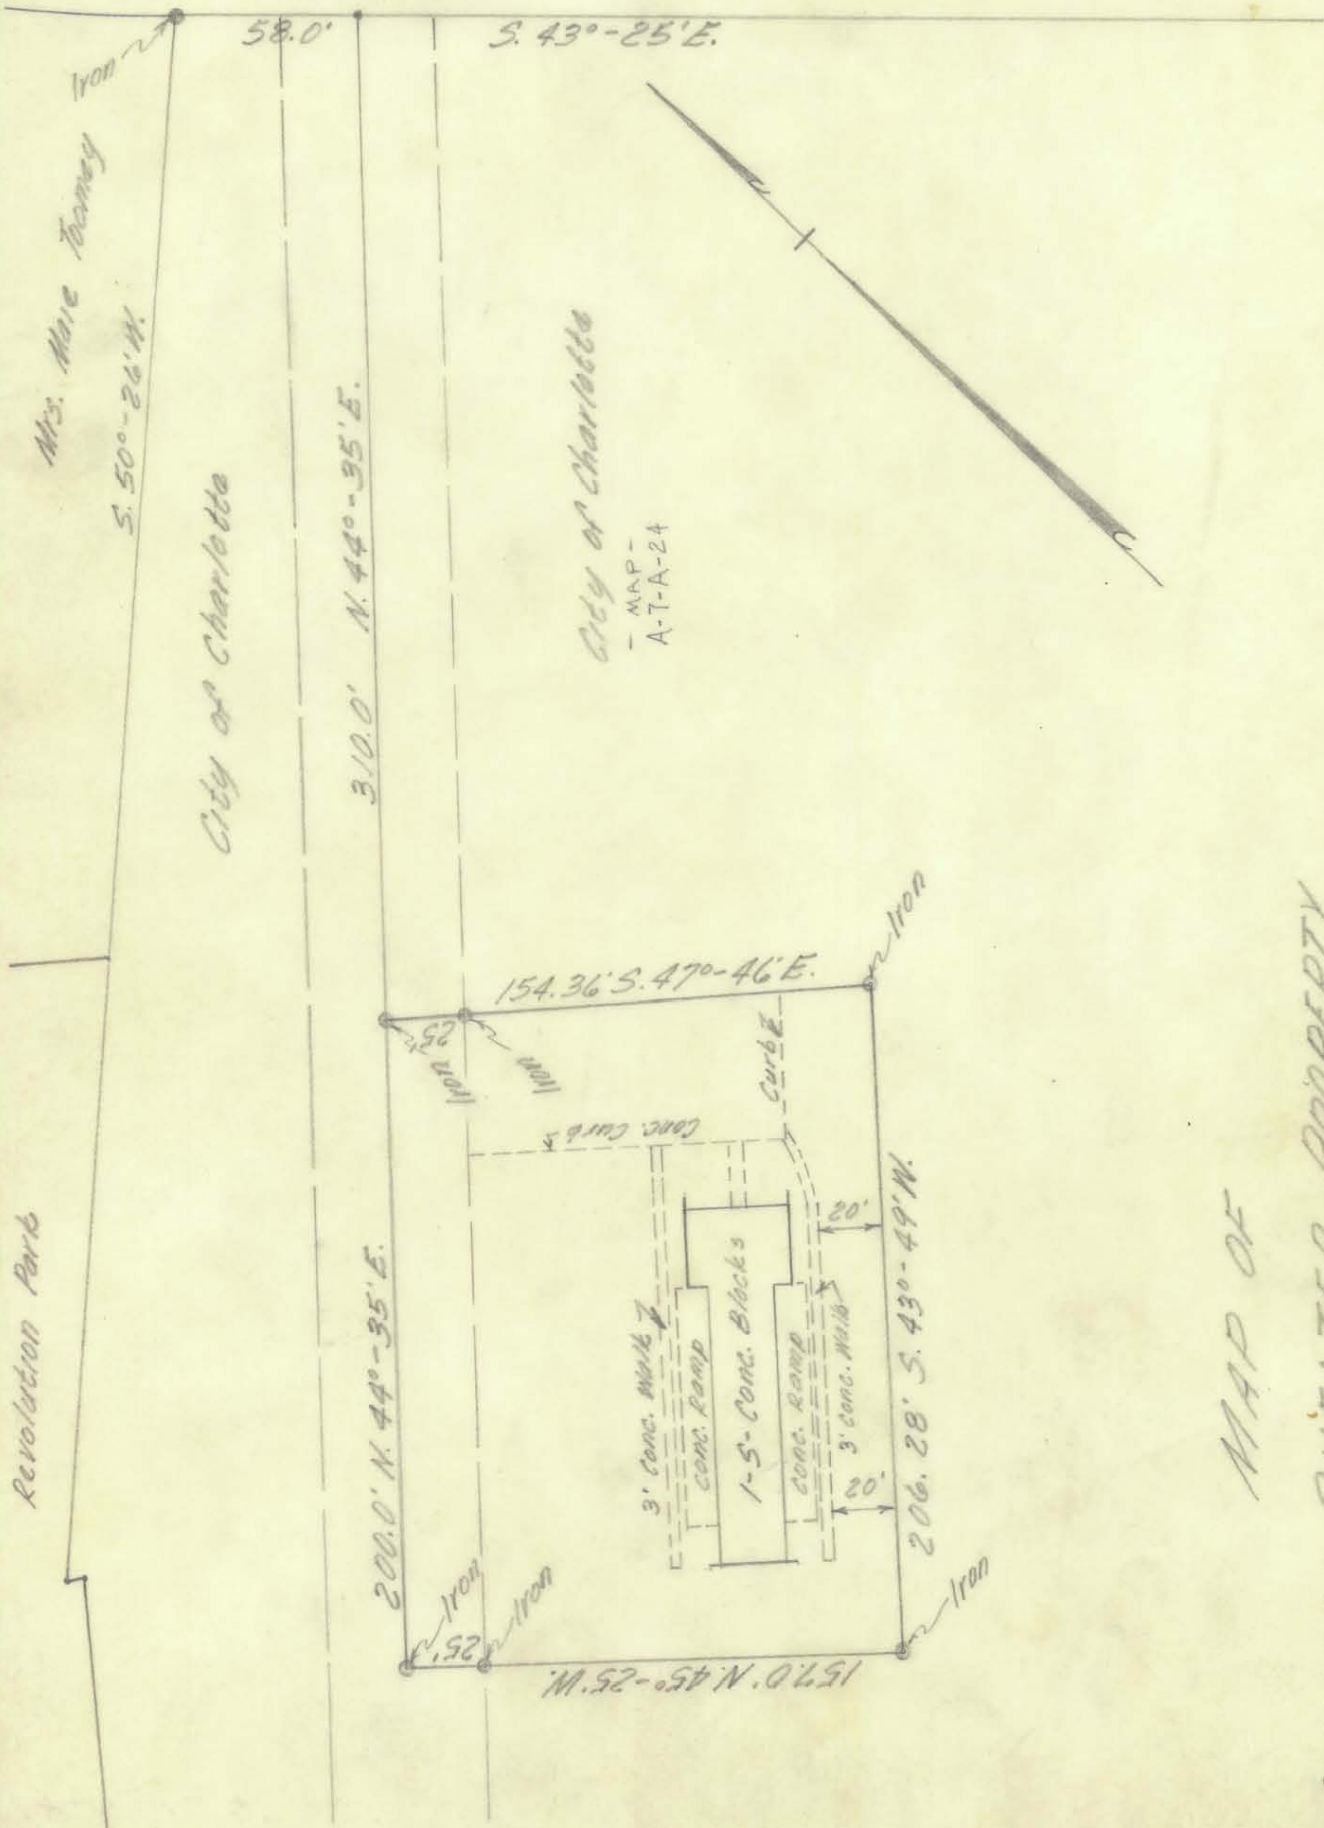 Iron
58.0'
S. 43°-25' E.
Mrs. Marie Toomey
S. 50°-26' W.
City of Charlotte
310.0' N. 44°-35' E.
City of Charlotte
- MAP -
A-T-A-24
Revolution Park
154.36' S. 47°-46' E.
Iron
25'
Iron
Iron
Curb
Conc. Curb
200.0' N. 44°-35' E.
3' Conc. Walk
Conc. Ramp
1-S-Conc. Blocks
Conc. Ramp
3' Conc. Walk
20'
20'
206.28' S. 43°-49' W.
Iron
25'
Iron
Iron
157.0' N. 45°-25' W.
MAP OF
PROPERTY